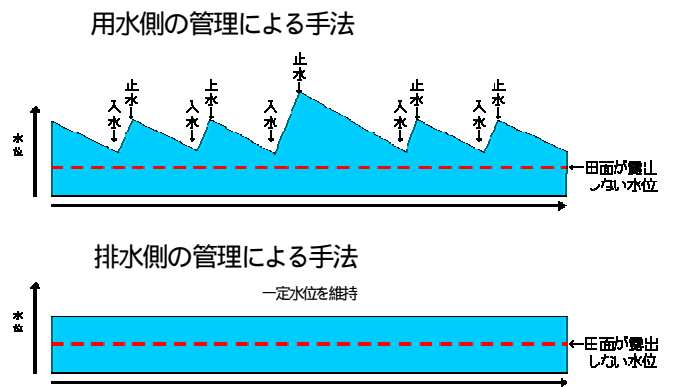 用水側の管理による手法
止水
止水
止水
止水
止水
入水
入水
入水
入水
入水
水位
田面が露出
しない水位
排水側の管理による手法
一定水位を維持
水位
田面が露出
しない水位